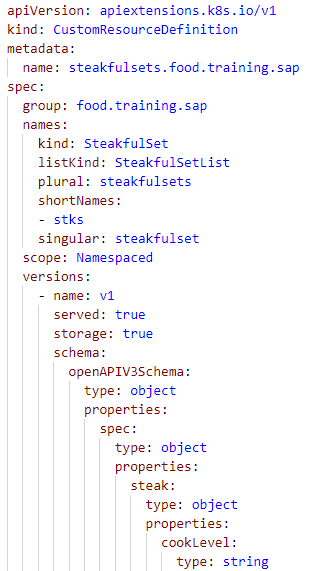 apiVersion: apiextensions.k8s.io/v1
kind: CustomResourceDefinition
metadata:
  name: steakfulsets.food.training.sap
spec:
  group: food.training.sap
  names:
    kind: SteakfulSet
    listKind: SteakfulSetList
    plural: steakfulsets
    shortNames:
    - stks
    singular: steakfulset
  scope: Namespaced
  versions:
    - name: v1
      served: true
      storage: true
      schema:
        openAPIV3Schema:
          type: object
          properties:
            spec:
              type: object
              properties:
                steak:
                  type: object
                  properties:
                    cookLevel:
                      type: string